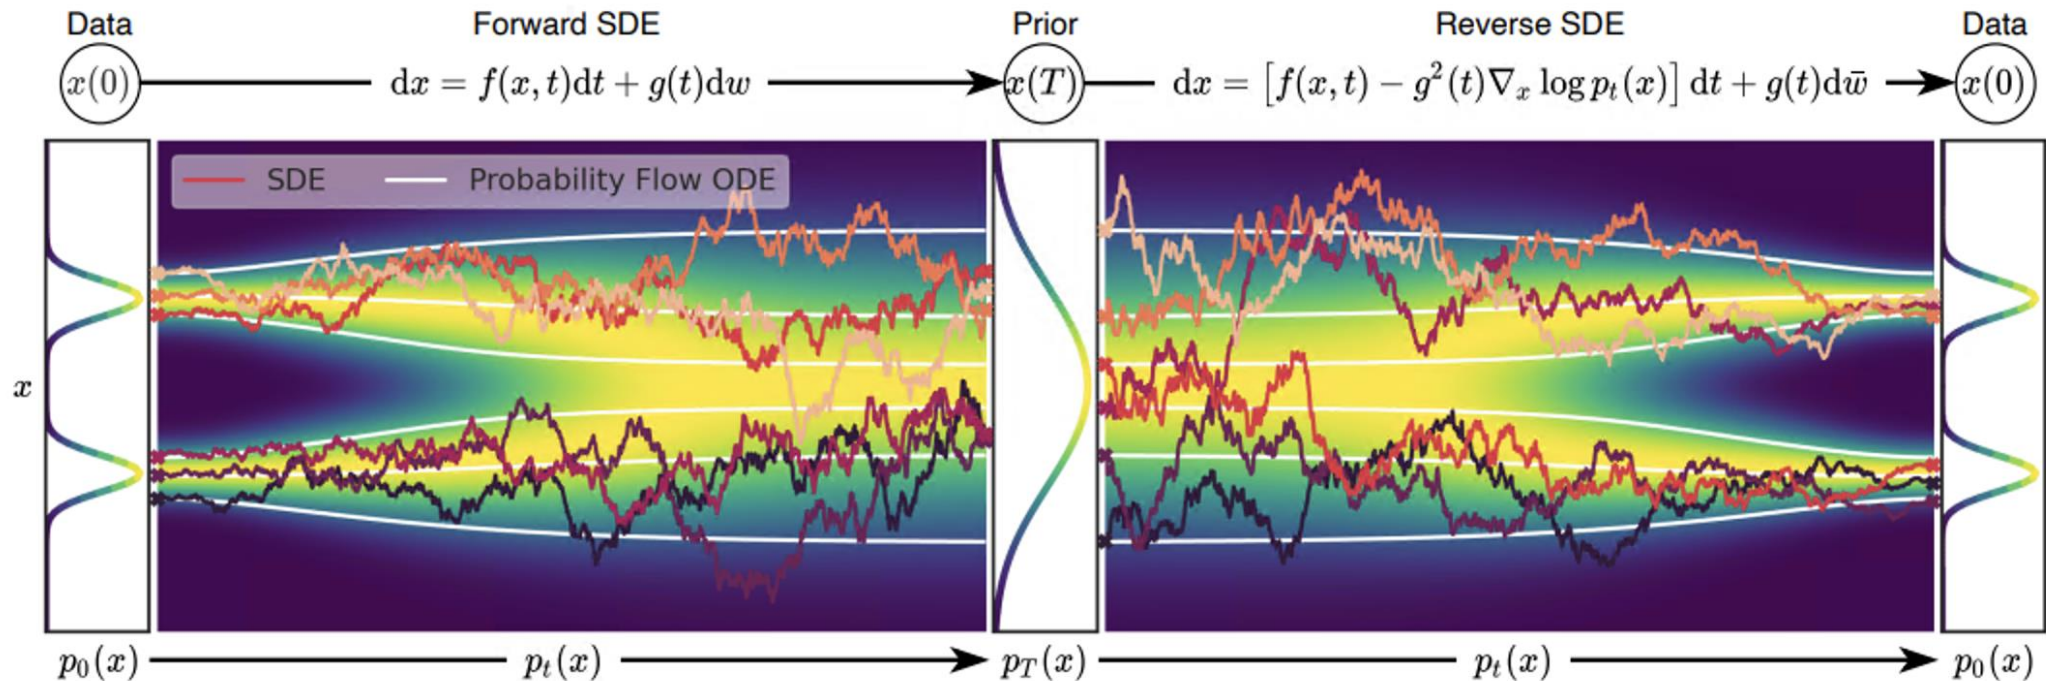 Data Forward SDE Prior Reverse SDE Data
x(0) dx = f(x, t)dt + g(t)dw x(T) dx = [f(x, t) − g²(t)∇ₓ log pₜ(x)] dt + g(t)dw̄ x(0)
SDE Probability Flow ODE
x
p₀(x) pₜ(x) p_T(x) pₜ(x) p₀(x)